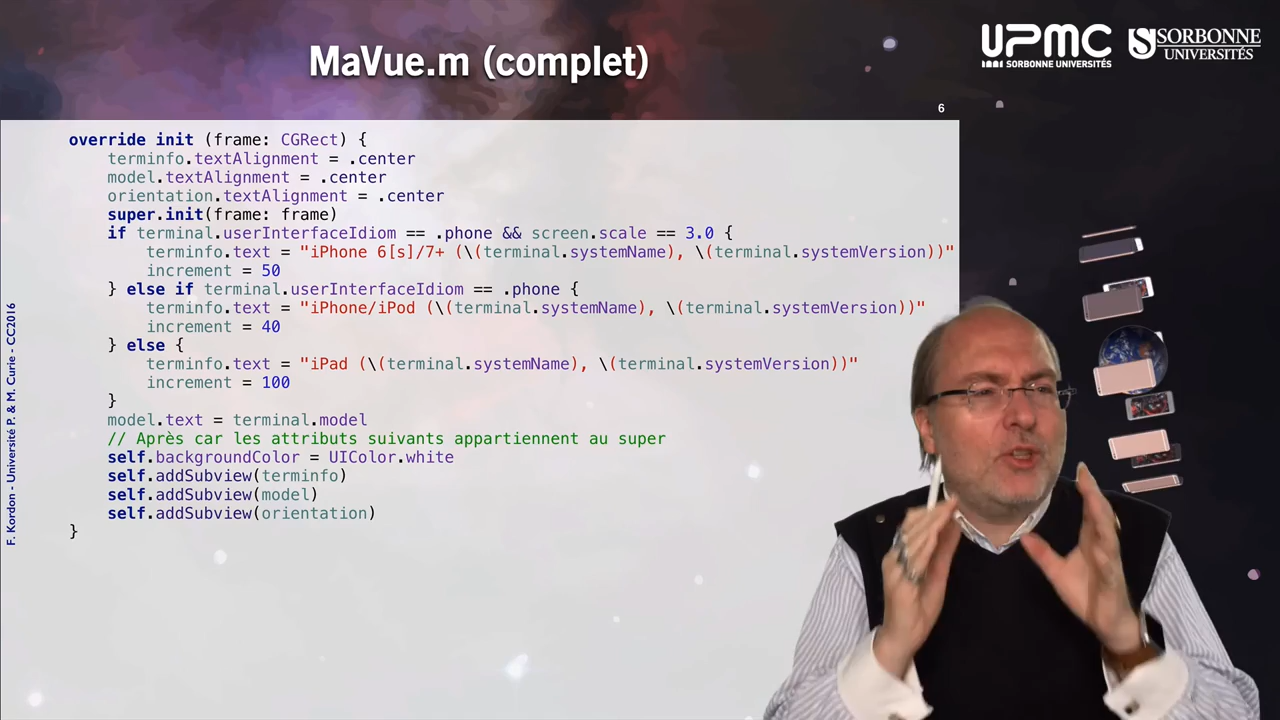 MaVue.m (complet)
UPMC
SORBONNE UNIVERSITÉS
SORBONNE
UNIVERSITÉS
6
override init (frame: CGRect) {
terminfo.textAlignment = .center
model.textAlignment = .center
orientation.textAlignment = .center
super.init(frame: frame)
if terminal.userInterfaceIdiom == .phone && screen.scale == 3.0 {
terminfo.text = "iPhone 6[s]/7+ (\(terminal.systemName), \(terminal.systemVersion))"
increment = 50
} else if terminal.userInterfaceIdiom == .phone {
terminfo.text = "iPhone/iPod (\(terminal.systemName), \(terminal.systemVersion))"
increment = 40
} else {
terminfo.text = "iPad (\(terminal.systemName), \(terminal.systemVersion))"
increment = 100
}
model.text = terminal.model
// Après car les attributs suivants appartiennent au super
self.backgroundColor = UIColor.white
self.addSubview(terminfo)
self.addSubview(model)
self.addSubview(orientation)
}
F. Kordon - Université P. & M. Curie - CC2016